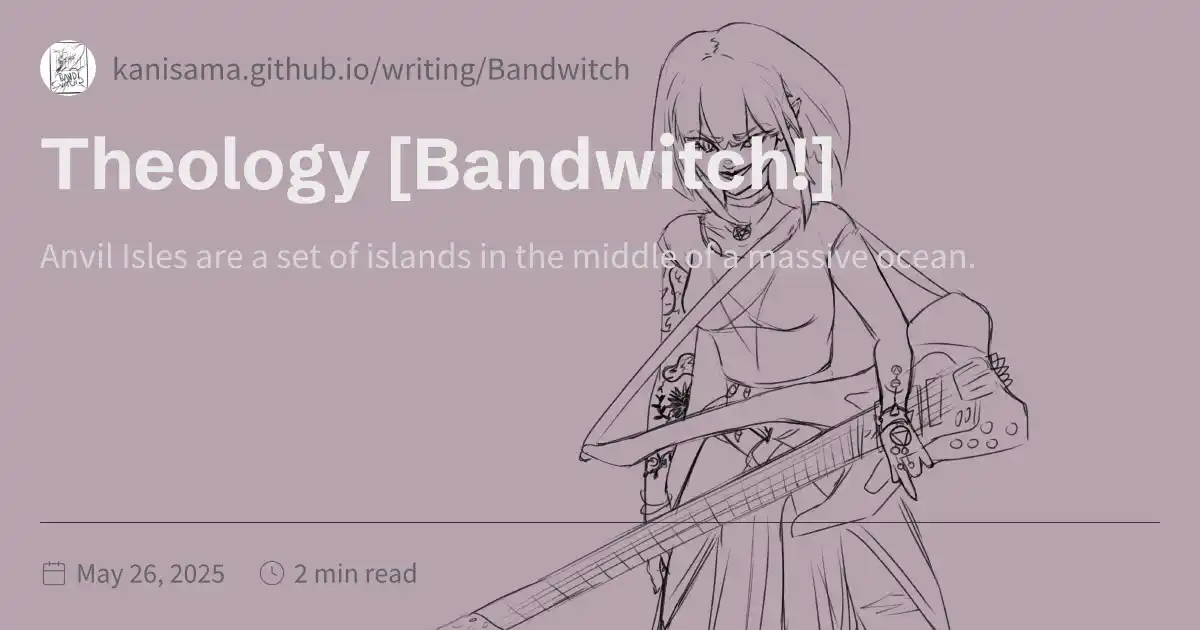 kanisama.github.io/writing/Bandwitch
Theology [Bandwitch!]
Anvil Isles are a set of islands in the middle of a massive ocean.
May 26, 2025 2 min read